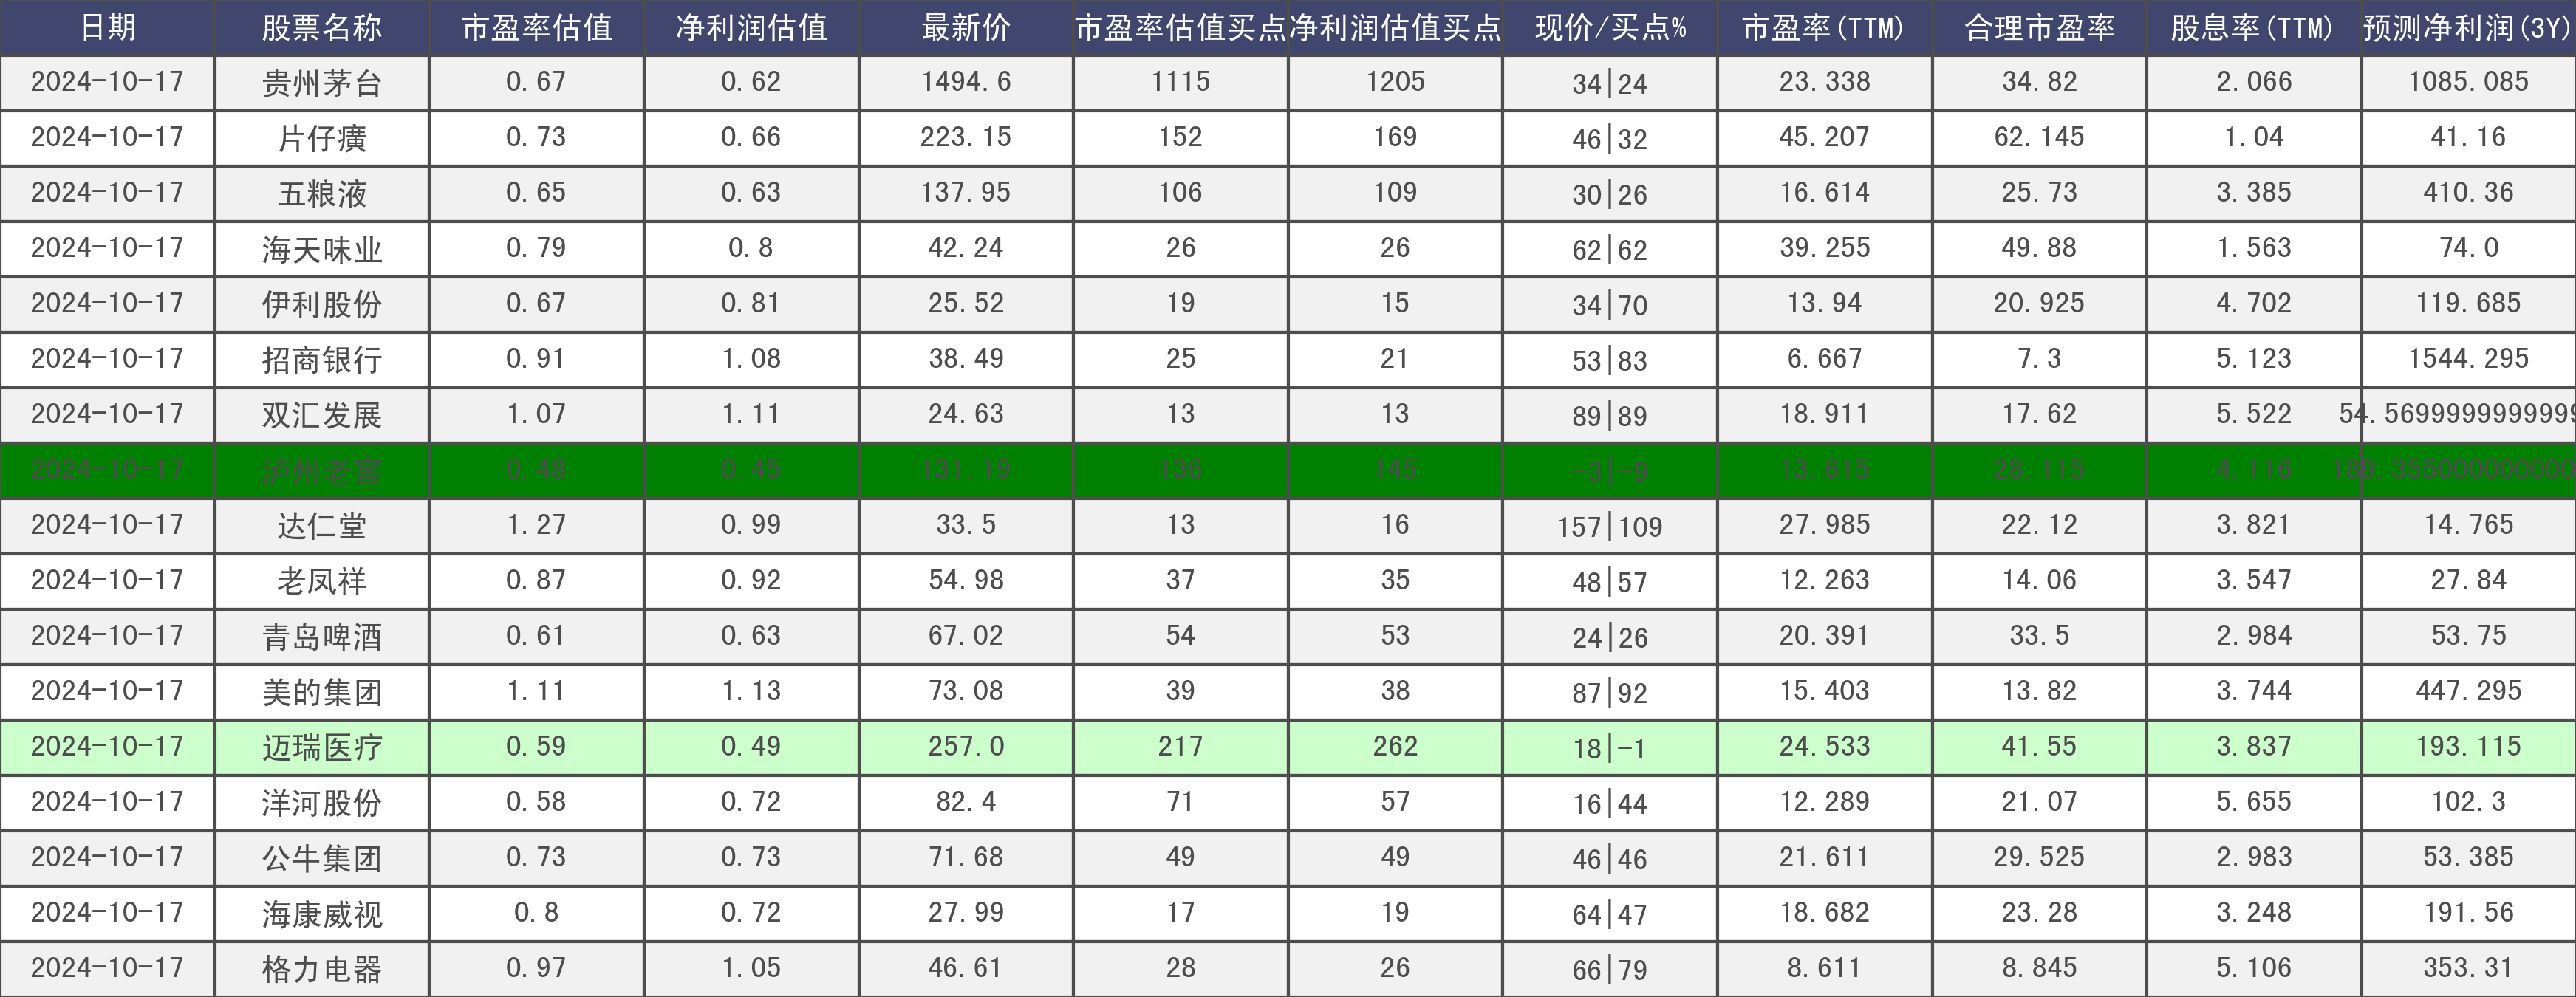 日期 股票名称 市盈率估值 净利润估值 最新价 市盈率估值买点 净利润估值买点 现价/买点% 市盈率(TTM) 合理市盈率 股息率(TTM) 预测净利润(3Y)
2024-10-17 贵州茅台 0.67 0.62 1494.6 1115 1205 34|24 23.338 34.82 2.066 1085.085
2024-10-17 片仔癀 0.73 0.66 223.15 152 169 46|32 45.207 62.145 1.04 41.16
2024-10-17 五粮液 0.65 0.63 137.95 106 109 30|26 16.614 25.73 3.385 410.36
2024-10-17 海天味业 0.79 0.8 42.24 26 26 62|62 39.255 49.88 1.563 74.0
2024-10-17 伊利股份 0.67 0.81 25.52 19 15 34|70 13.94 20.925 4.702 119.685
2024-10-17 招商银行 0.91 1.08 38.49 25 21 53|83 6.667 7.3 5.123 1544.295
2024-10-17 双汇发展 1.07 1.11 24.63 13 13 89|89 18.911 17.62 5.522 54.5699999999999
2024-10-17 泸州老窖 0.48 0.45 131.19 136 145 -3|-9 13.615 28.115 4.116 189.355000000000
2024-10-17 达仁堂 1.27 0.99 33.5 13 16 157|109 27.985 22.12 3.821 14.765
2024-10-17 老凤祥 0.87 0.92 54.98 37 35 48|57 12.263 14.06 3.547 27.84
2024-10-17 青岛啤酒 0.61 0.63 67.02 54 53 24|26 20.391 33.5 2.984 53.75
2024-10-17 美的集团 1.11 1.13 73.08 39 38 87|92 15.403 13.82 3.744 447.295
2024-10-17 迈瑞医疗 0.59 0.49 257.0 217 262 18|-1 24.533 41.55 3.837 193.115
2024-10-17 洋河股份 0.58 0.72 82.4 71 57 16|44 12.289 21.07 5.655 102.3
2024-10-17 公牛集团 0.73 0.73 71.68 49 49 46|46 21.611 29.525 2.983 53.385
2024-10-17 海康威视 0.8 0.72 27.99 17 19 64|47 18.682 23.28 3.248 191.56
2024-10-17 格力电器 0.97 1.05 46.61 28 26 66|79 8.611 8.845 5.106 353.31